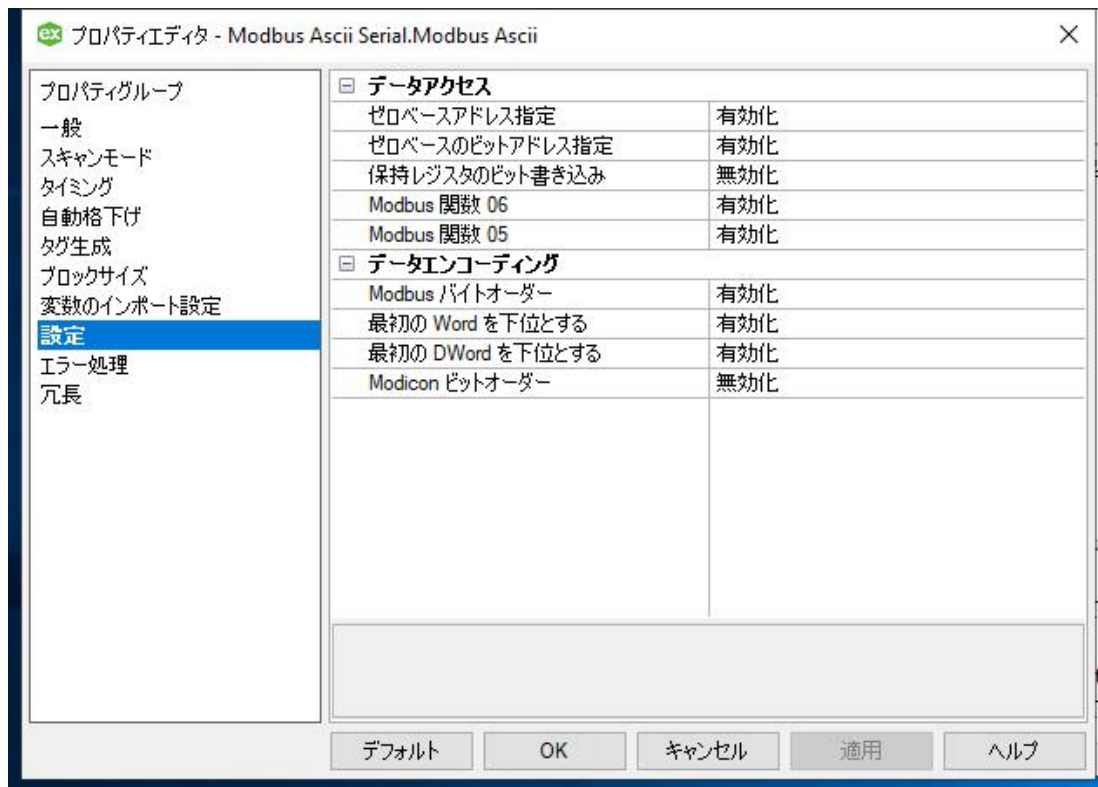 ex プロパティエディタ - Modbus Ascii Serial.Modbus Ascii
プロパティグループ
一般
スキャンモード
タイミング
自動格下げ
タグ生成
ブロックサイズ
変数のインポート設定
設定
エラー処理
冗長
データアクセス
ゼロベースアドレス指定 有効化
ゼロベースのビットアドレス指定 有効化
保持レジスタのビット書き込み 無効化
Modbus 関数 06 有効化
Modbus 関数 05 有効化
データエンコーディング
Modbus バイトオーダー 有効化
最初の Word を下位とする 有効化
最初の DWord を下位とする 有効化
Modicon ビットオーダー 無効化
デフォルト OK キャンセル 適用 ヘルプ